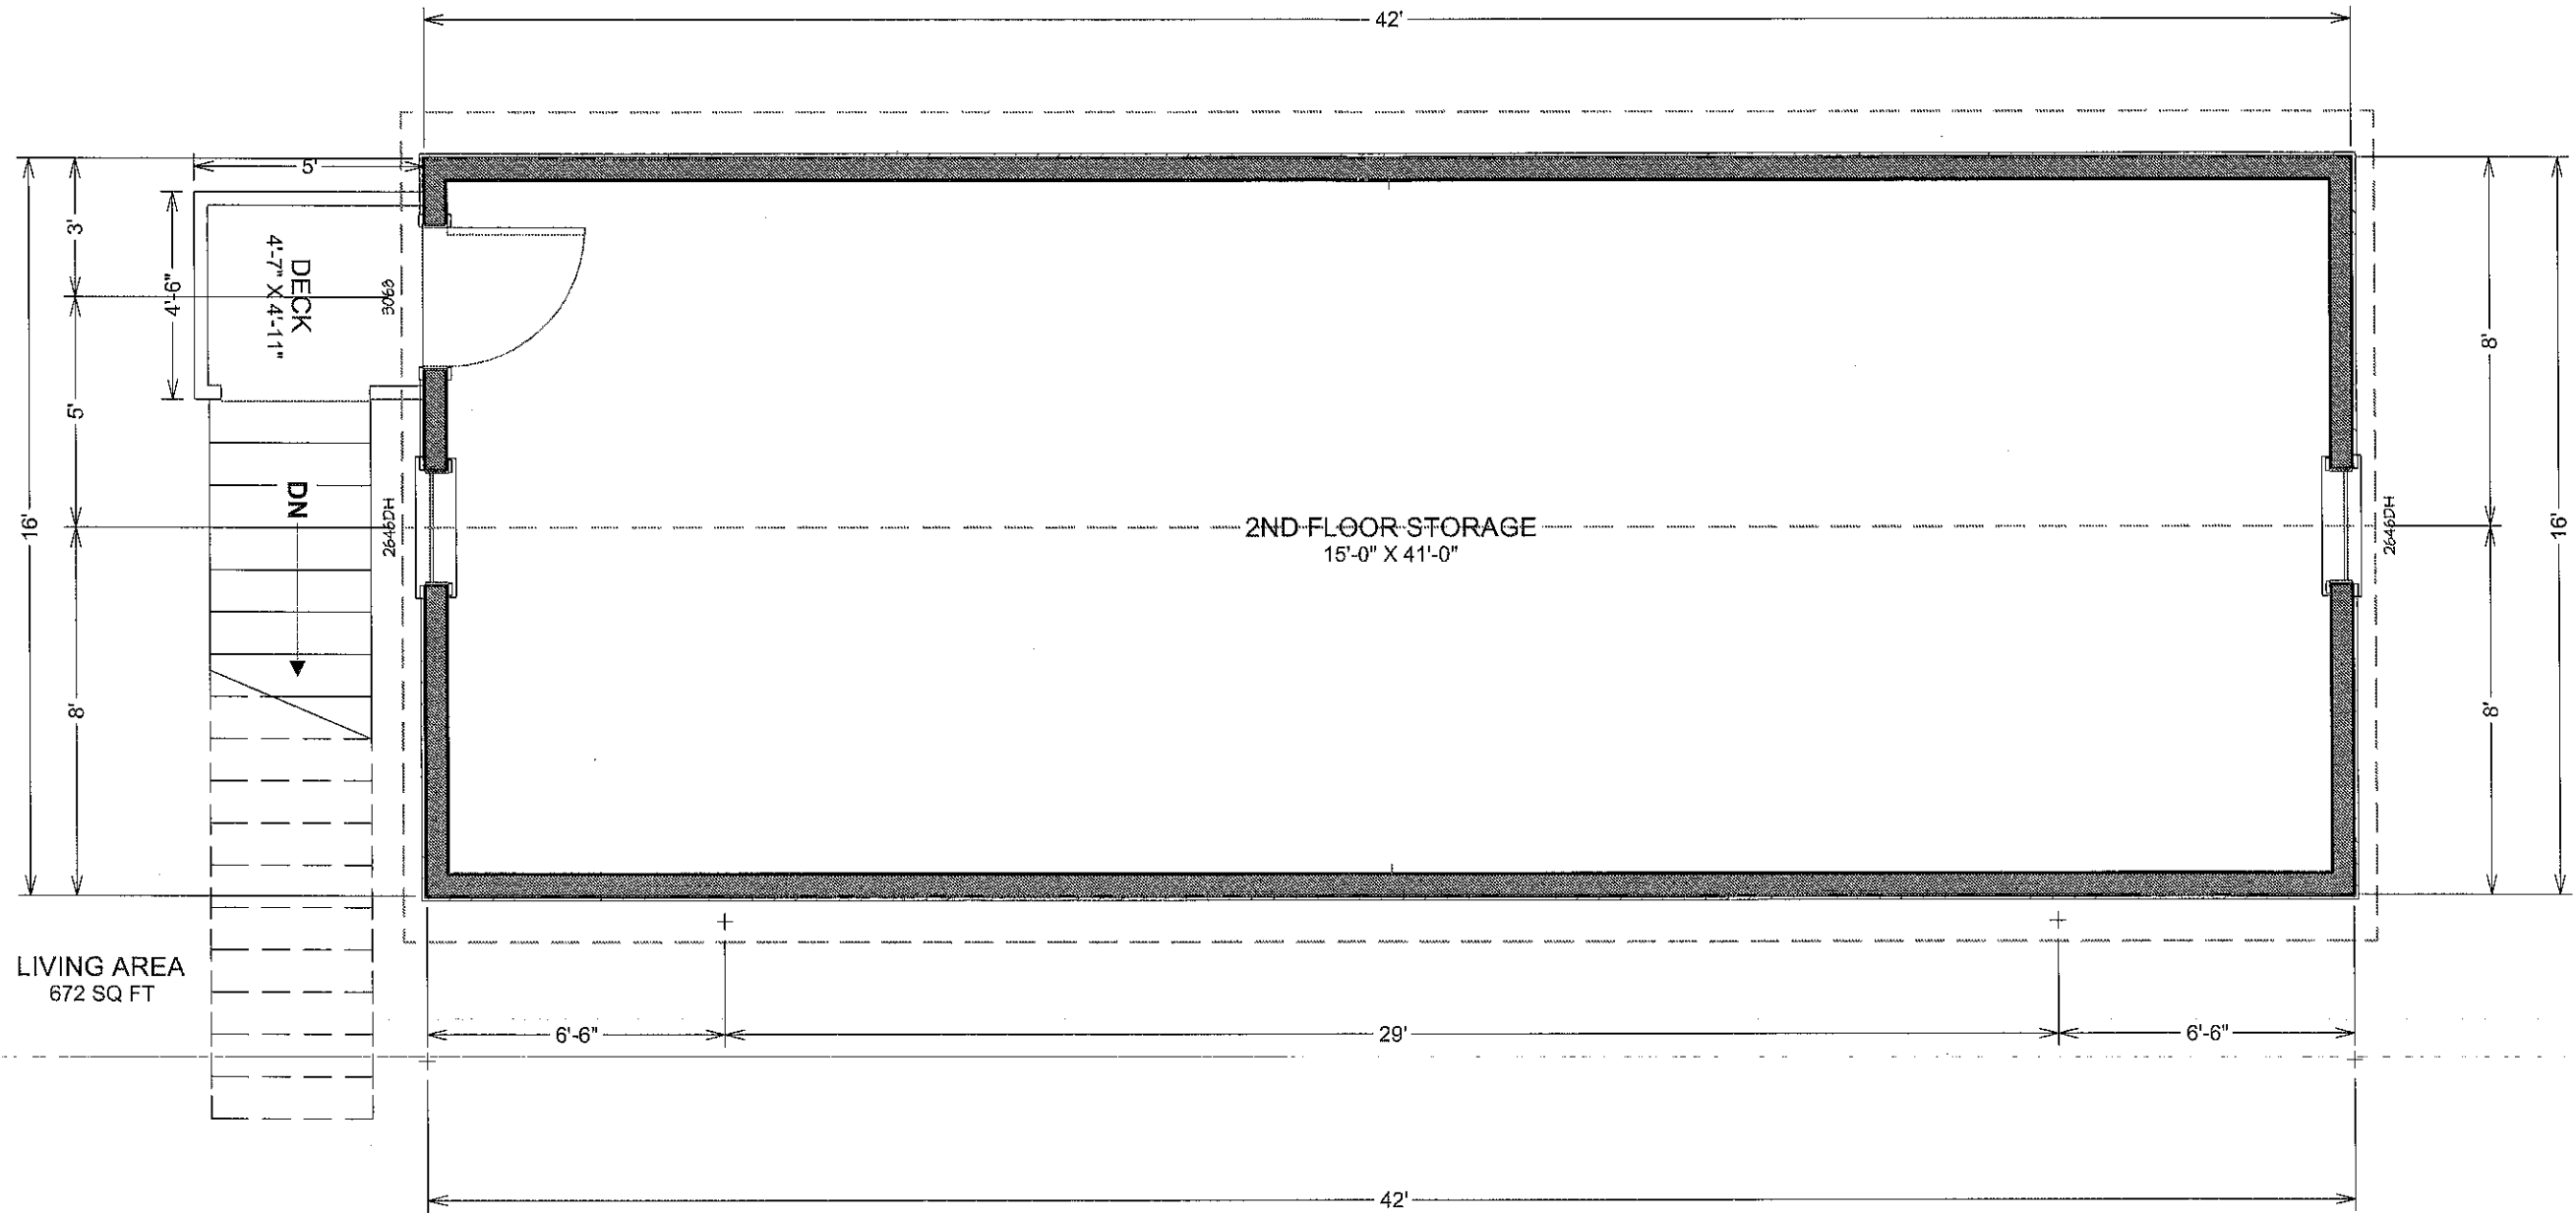 42'
5'
3'
4'-6"
DECK
4'-7" X 4'-11"
3068
8'
5'
DN
2646DH
16'
2ND FLOOR STORAGE
15'-0" X 41'-0"
2646DH
16'
8'
8'
LIVING AREA
672 SQ FT
6'-6"
29'
6'-6"
42'